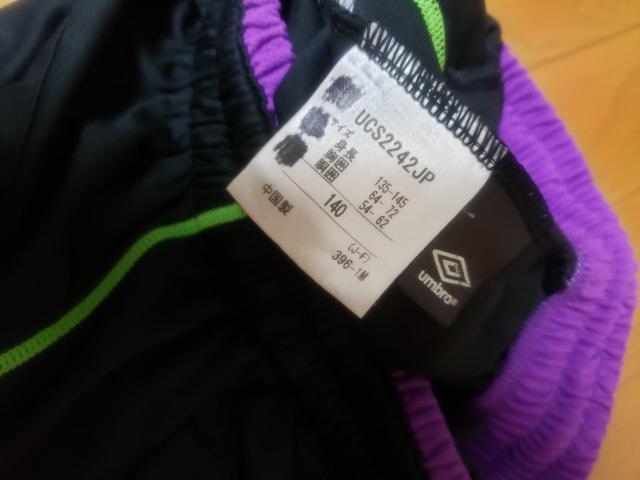 UCS2242JP
サイズ
身長 135-145
胸囲 64- 72
胴囲 54- 62
140
中国製
(J-F)
396-1M
umbro